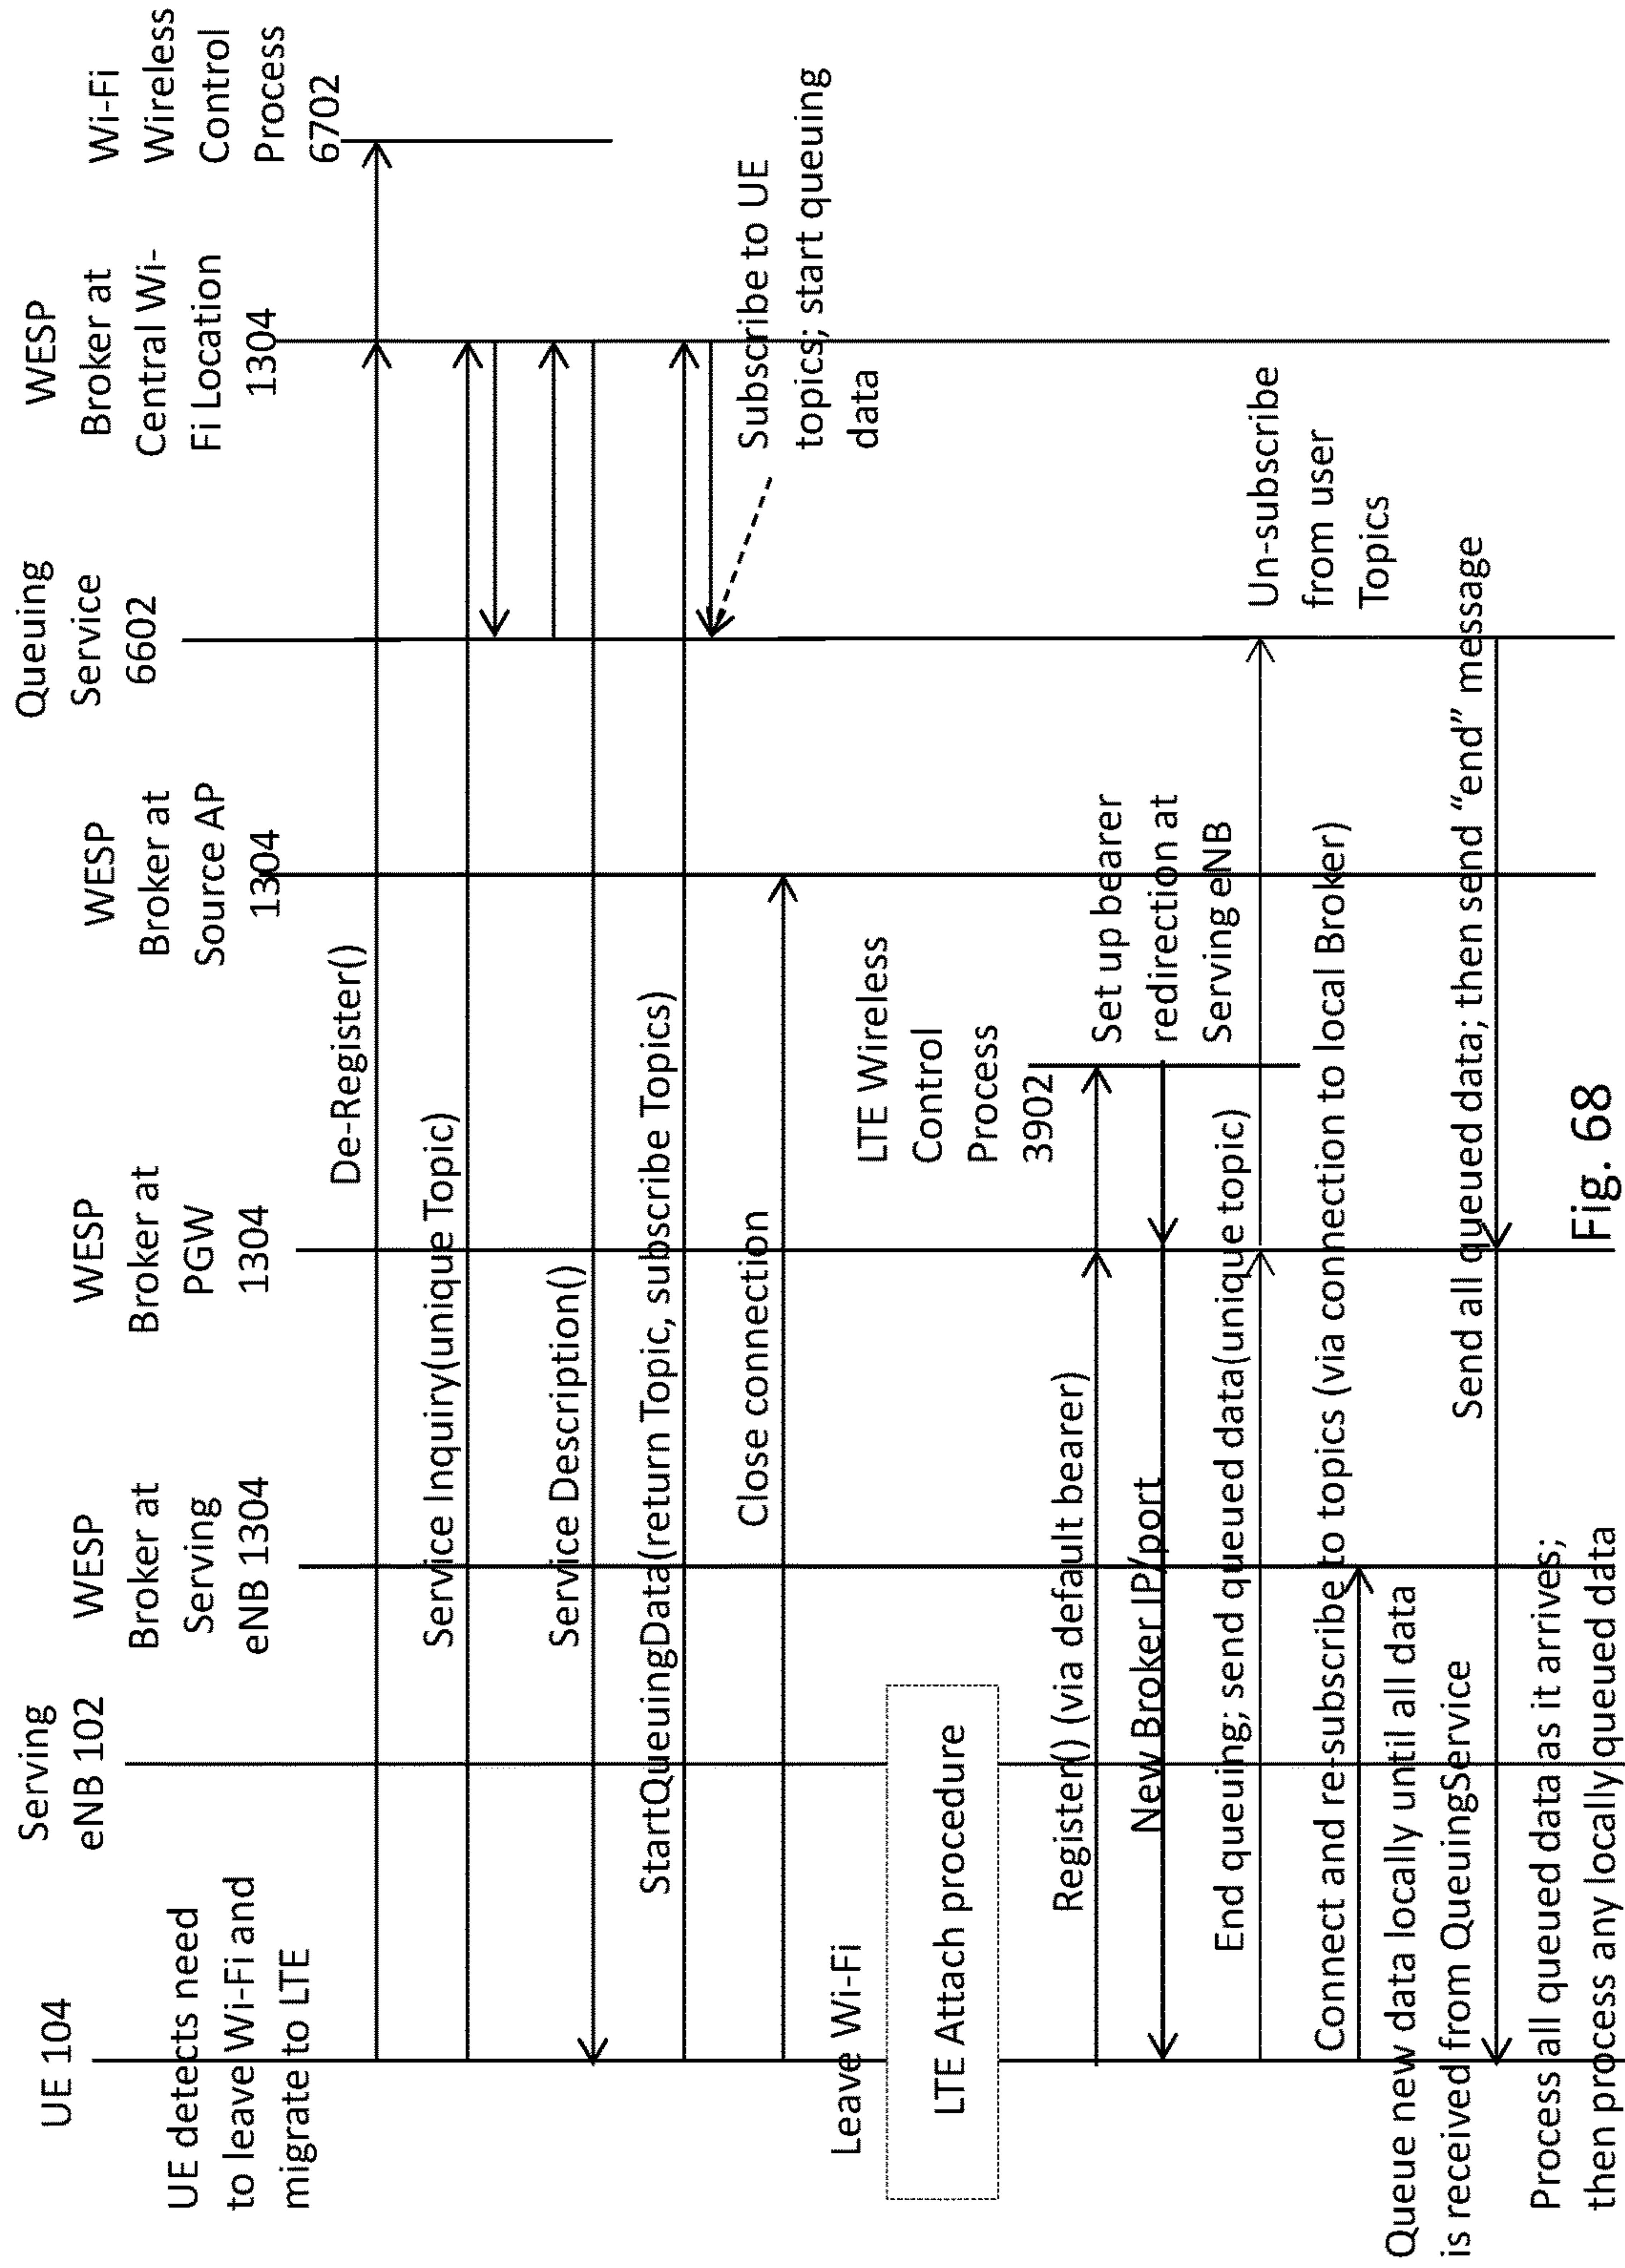 UE 104
Serving
eNB 102
WESP
Broker at
Serving
eNB 1304
WESP
Broker at
PGW
1304
WESP
Broker at
Source AP
1304
Queuing
Service
6602
WESP
Broker at
Central Wi-
Fi Location
1304
Wi-Fi
Wireless
Control
Process
6702
UE detects need
to leave Wi-Fi and
migrate to LTE
De-Register()
Service Inquiry(unique Topic)
Service Description()
StartQueuingData(return Topic, subscribe Topics)
Subscribe to UE
topics; start queuing
data
Close connection
Leave Wi-Fi
LTE Attach procedure
LTE Wireless
Control
Process
3902
Register() (via default bearer)
Set up bearer
redirection at
Serving eNB
New Broker IP/port
End queuing; send queued data(unique topic)
Un-subscribe
from user
Topics
Connect and re-subscribe to topics (via connection to local Broker)
Queue new data locally until all data
is received from QueuingService
Send all queued data; then send “end” message
Process all queued data as it arrives;
then process any locally queued data
Fig. 68